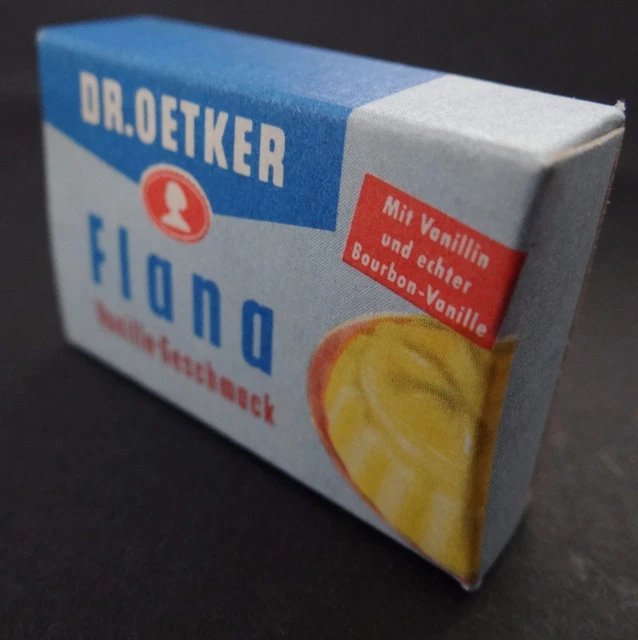 DR.OETKER
Flana
Vanille-Geschmack
Mit Vanillin
und echter
Bourbon-Vanille